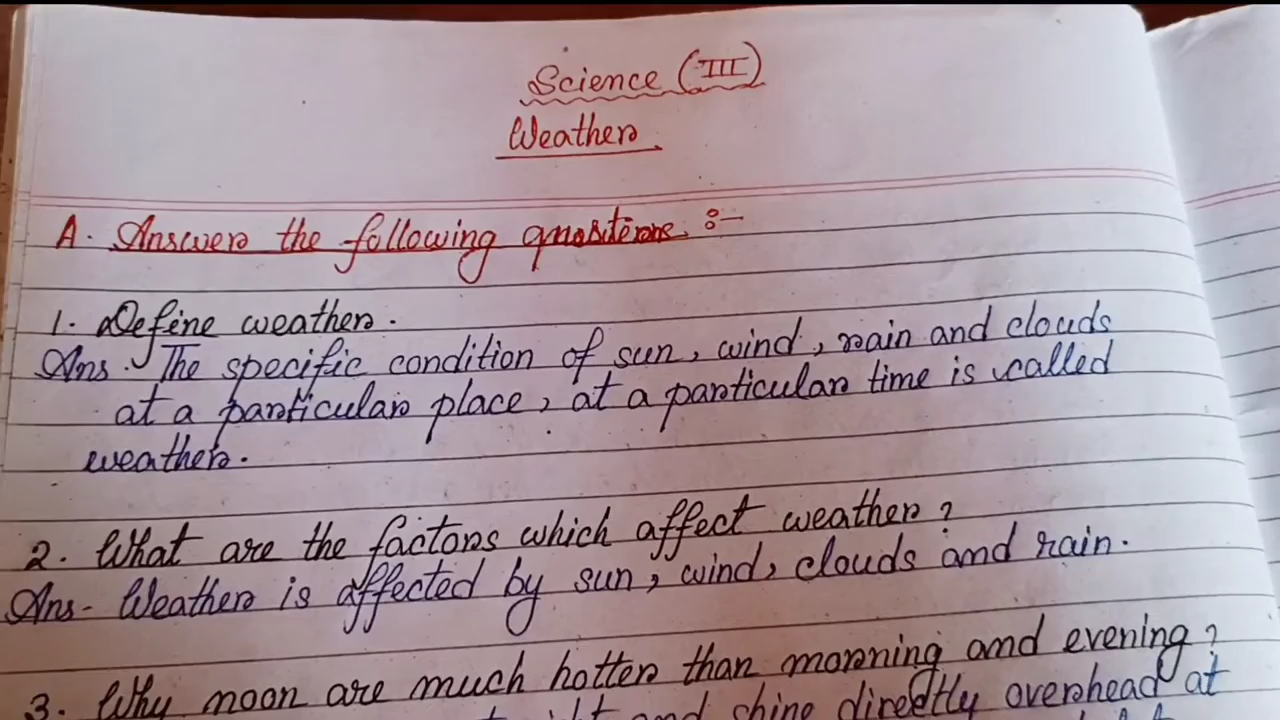 Science (III)
Weather
A. Answer the following questions :-
1. Define weather.
Ans. The specific condition of sun, wind, rain and clouds
at a particular place, at a particular time is called
weather.
2. What are the factors which affect weather?
Ans- Weather is affected by sun, wind, clouds and rain.
3. Why noon are much hotter than morning and evening?
and shine directly overhead at